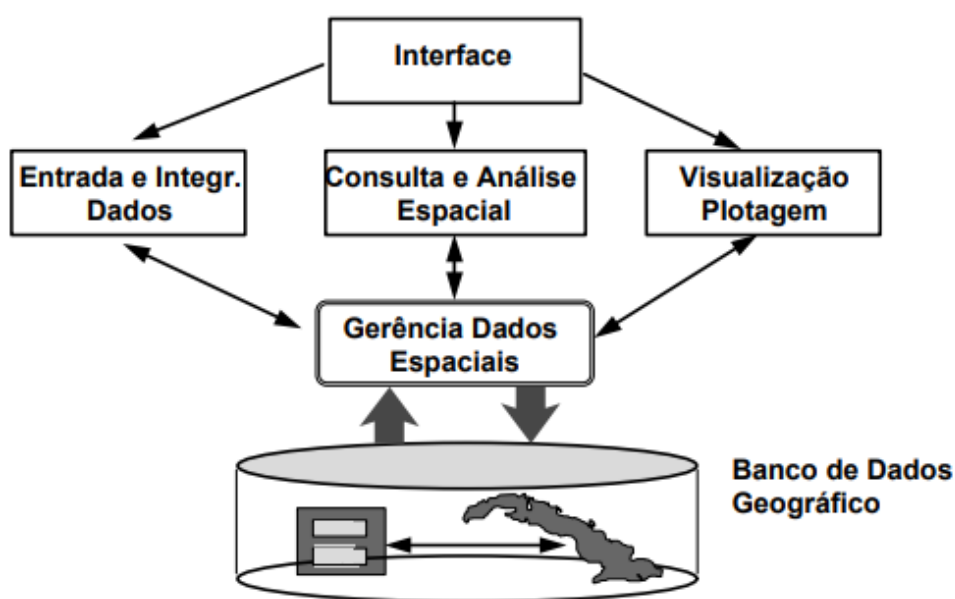 Interface
Entrada e Integr.
Dados
Consulta e Análise
Espacial
Visualização
Plotagem
Gerência Dados
Espaciais
Banco de Dados
Geográfico